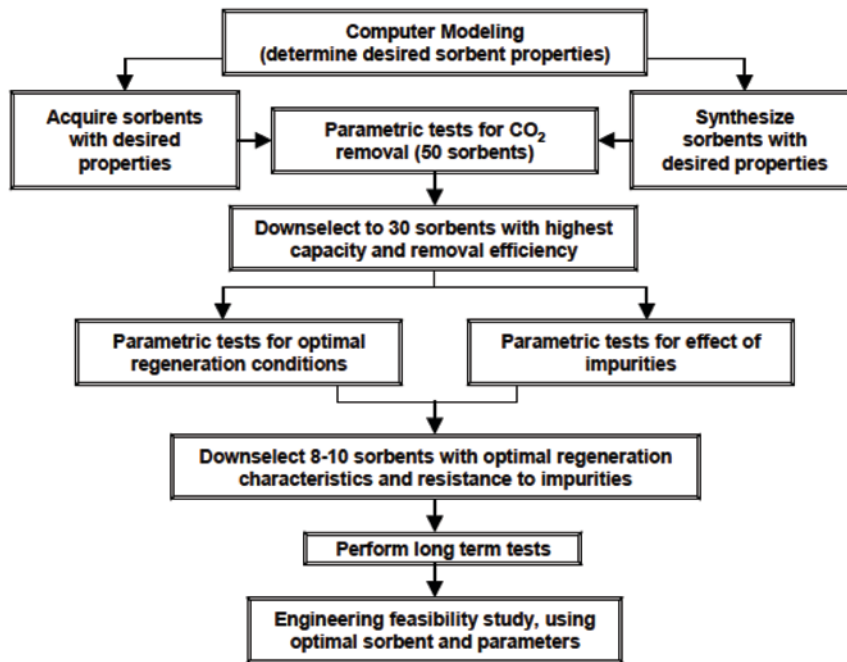 Computer Modeling
(determine desired sorbent properties)
Acquire sorbents
with desired
properties
Parametric tests for CO₂
removal (50 sorbents)
Synthesize
sorbents with
desired properties
Downselect to 30 sorbents with highest
capacity and removal efficiency
Parametric tests for optimal
regeneration conditions
Parametric tests for effect of
impurities
Downselect 8-10 sorbents with optimal regeneration
characteristics and resistance to impurities
Perform long term tests
Engineering feasibility study, using
optimal sorbent and parameters